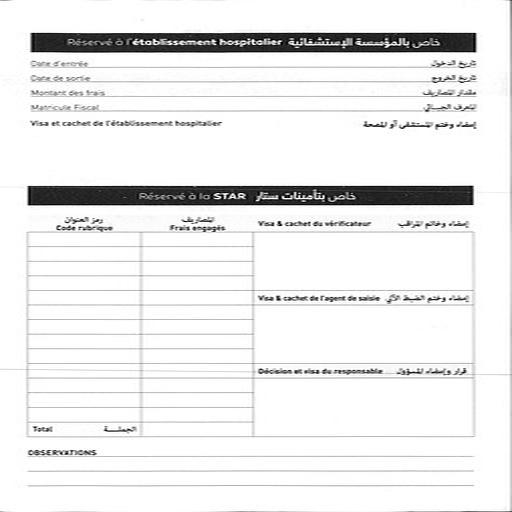 Réservé à l'établissement hospitalier خاص بالمؤسسة الإستشفائية
Date d'entrée تاريخ الدخول
Date de sortie تاريخ الخروج
Montant des frais مقدار المصاريف
Matricule Fiscal المعرف الجبائي
Visa et cachet de l'établissement hospitalier إمضاء وختم المستشفى أو المصحة
Réservé à la STAR خاص بتأمينات ستار
رمز العنوان المصاريف
Code rubrique Frais engagés Visa & cachet du vérificateur إمضاء وخاتم المراقب
Visa & cachet de l'agent de saisie إمضاء وختم الضبط الآلي
Décision et visa du responsable قرار وإمضاء المسؤول
Total الجملة
OBSERVATIONS